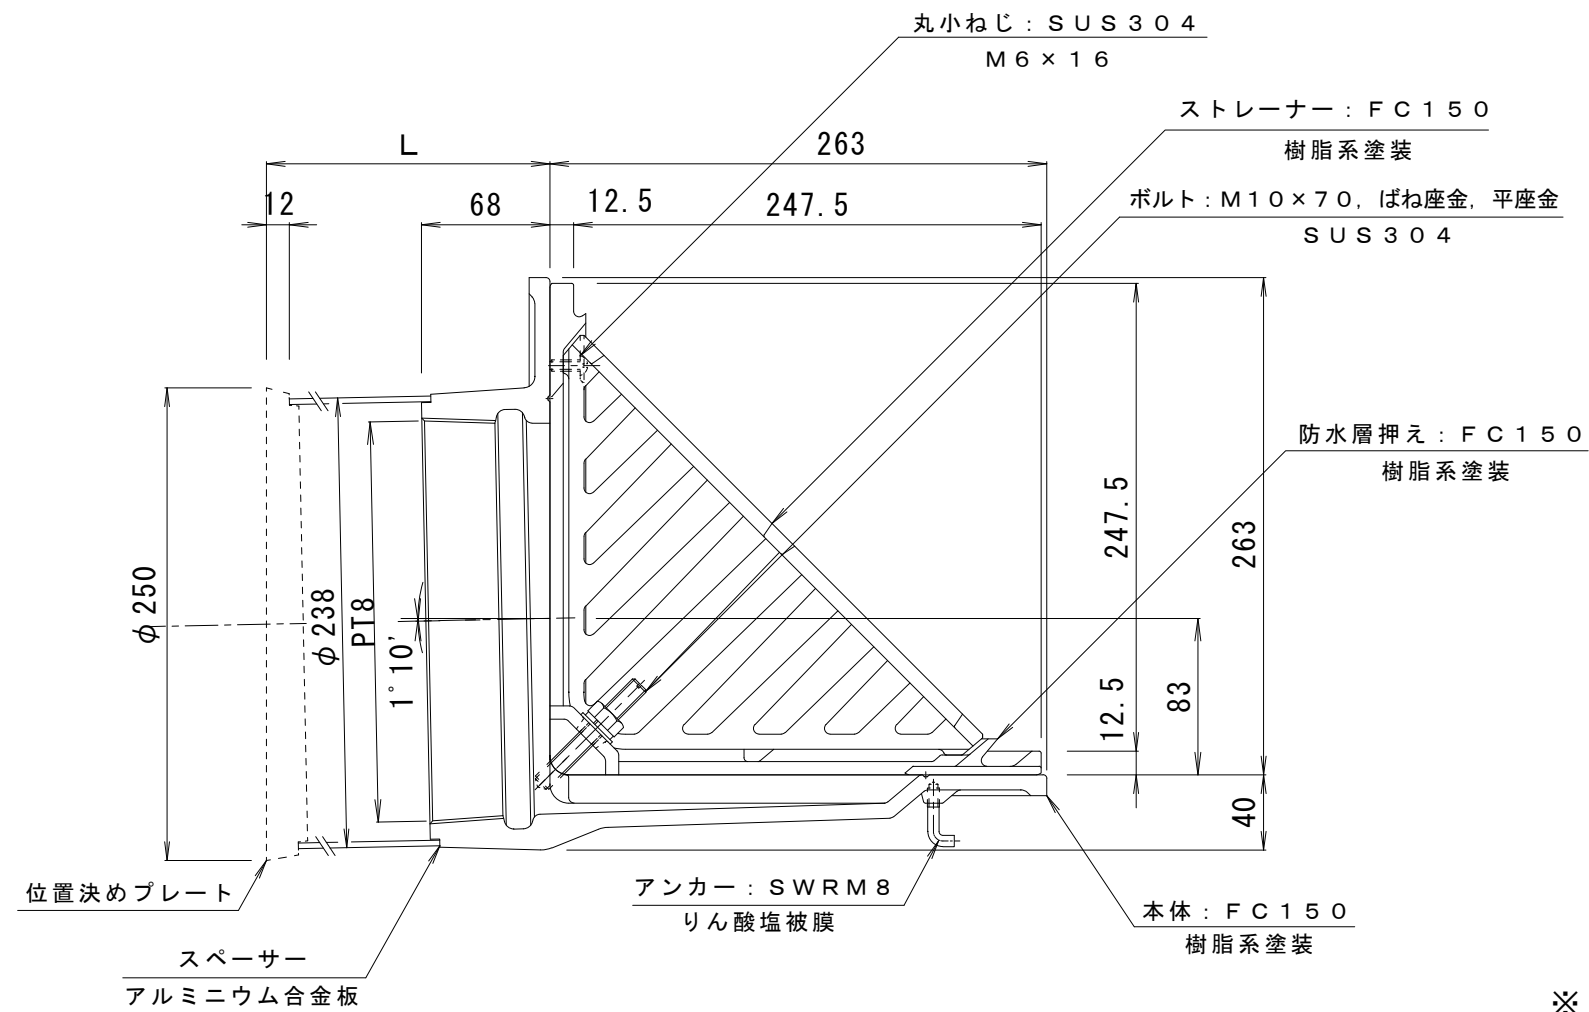 丸小ねじ：ＳＵＳ３０４
Ｍ６×１６
ストレーナー：ＦＣ１５０
樹脂系塗装
L
263
12
68
12.5
247.5
ボルト：Ｍ１０×７０，ばね座金，平座金
ＳＵＳ３０４
防水層押え：ＦＣ１５０
樹脂系塗装
247.5
263
φ250
φ238
PT8
1°10’
12.5
83
40
位置決めプレート
アンカー：ＳＷＲＭ８
りん酸塩被膜
本体：ＦＣ１５０
樹脂系塗装
スペーサー
アルミニウム合金板
※